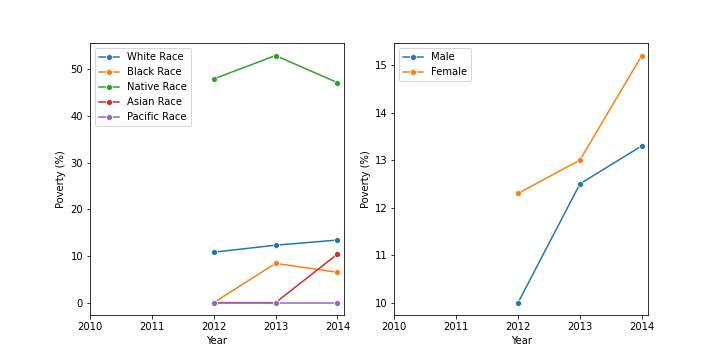 White Race
Black Race
Native Race
Asian Race
Pacific Race
50
40
30
20
10
0
Poverty (%)
2010 2011 2012 2013 2014
Year
Male
Female
15
14
13
12
11
10
Poverty (%)
2010 2011 2012 2013 2014
Year